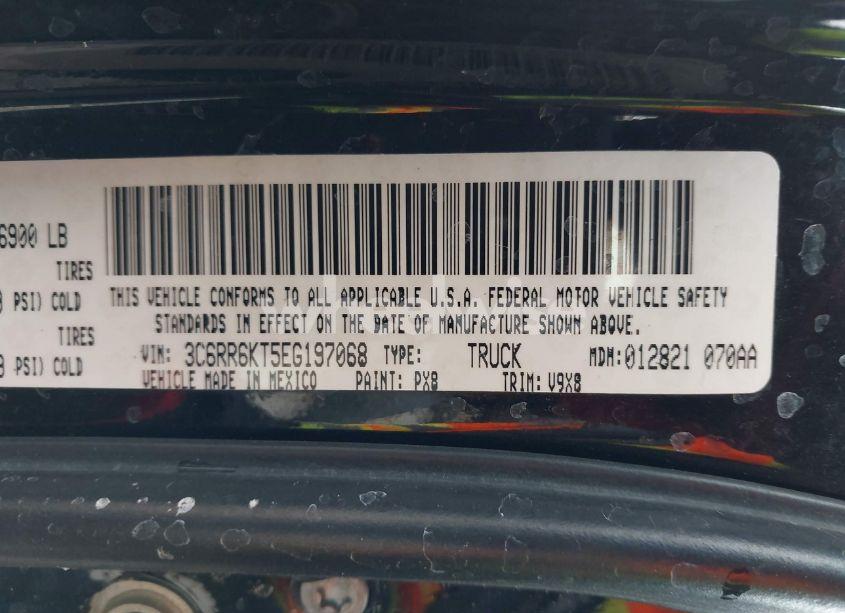 6900 LB
TIRES
PSI) COLD
TIRES
PSI) COLD
THIS VEHICLE CONFORMS TO ALL APPLICABLE U.S.A. FEDERAL MOTOR VEHICLE SAFETY
STANDARDS IN EFFECT ON THE DATE OF MANUFACTURE SHOWN ABOVE.
VIN: 3C6RR6KT5EG197068 TYPE: TRUCK MDH:012821 070AA
VEHICLE MADE IN MEXICO PAINT: PX8 TRIM: V9X8